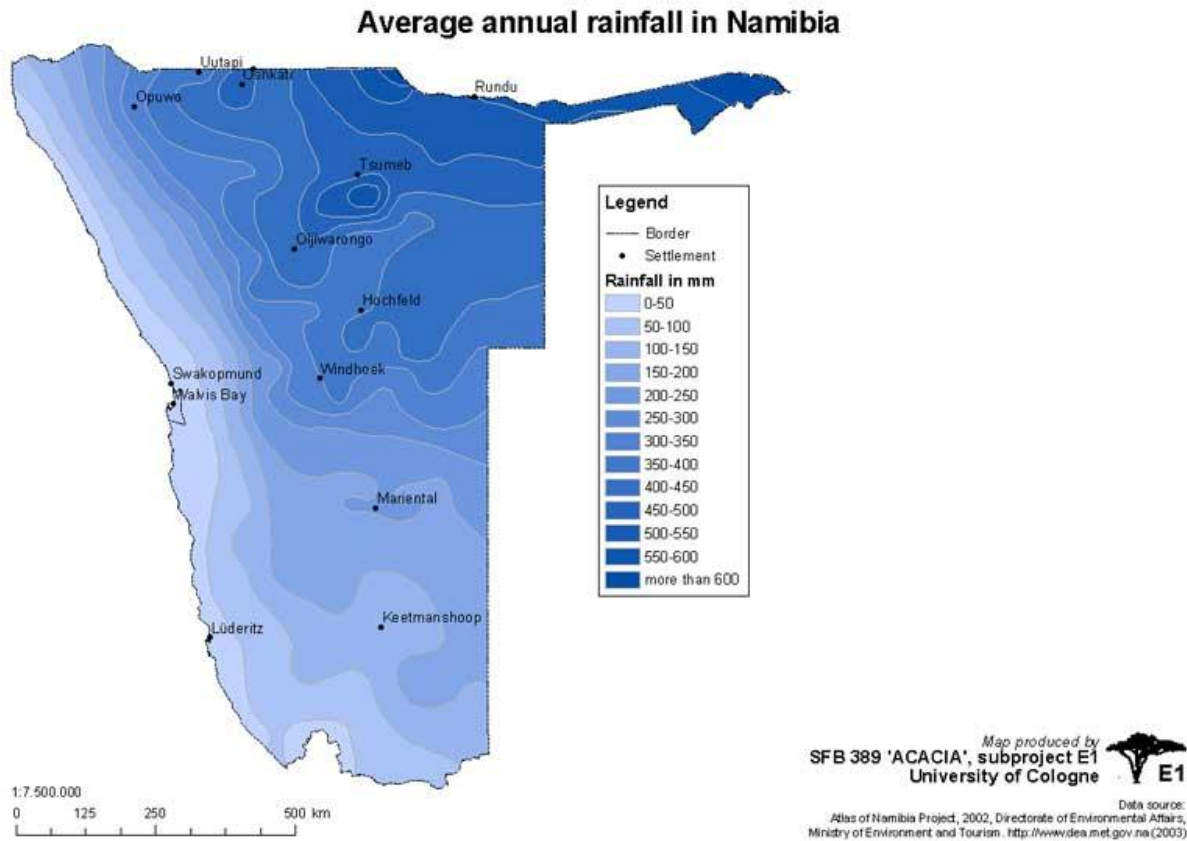 Average annual rainfall in Namibia
Uutapi
Oshkati
Rundu
Opuwo
Tsumeb
Otjiwarongo
Hochfeld
Windhoek
Swakopmund
Walvis Bay
Mariental
Keetmanshoop
Lüderitz
Legend
Border
Settlement
Rainfall in mm
0-50
50-100
100-150
150-200
200-250
250-300
300-350
350-400
400-450
450-500
500-550
550-600
more than 600
Map produced by
SFB 389 'ACACIA', subproject E1
University of Cologne
E1
1:7.500.000
0 125 250 500 km
Data source:
Atlas of Namibia Project, 2002, Directorate of Environmental Affairs,
Ministry of Environment and Tourism. http://www.dea.met.gov.na (2003)